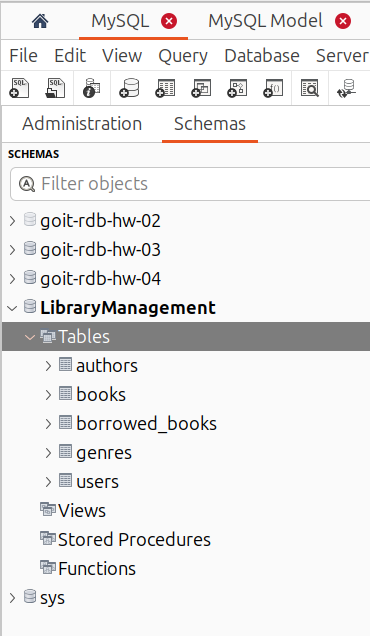 MySQL MySQL Model
File Edit View Query Database Server
Administration Schemas
SCHEMAS
Filter objects
goit-rdb-hw-02
goit-rdb-hw-03
goit-rdb-hw-04
LibraryManagement
Tables
authors
books
borrowed_books
genres
users
Views
Stored Procedures
Functions
sys